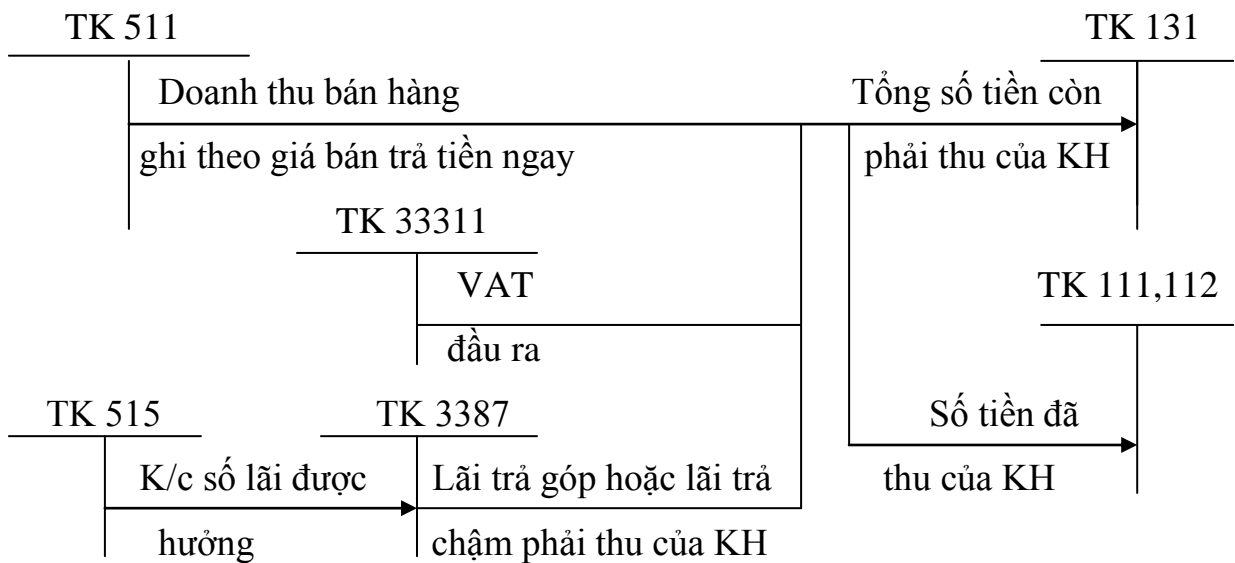 TK 511
TK 131
Doanh thu bán hàng
Tổng số tiền còn
ghi theo giá bán trả tiền ngay
phải thu của KH
TK 33311
VAT
TK 111,112
đầu ra
TK 515
TK 3387
Số tiền đã
K/c số lãi được
Lãi trả góp hoặc lãi trả
thu của KH
hưởng
chậm phải thu của KH